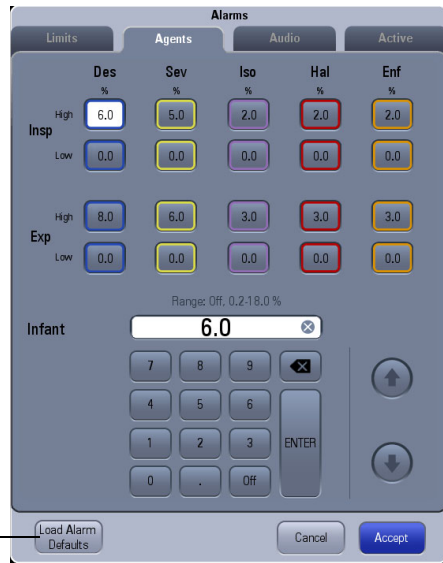 Alarms
Limits Agents Audio Active
Des Sev Iso Hal Enf
% % % % %
High 6.0 5.0 2.0 2.0 2.0
Insp
Low 0.0 0.0 0.0 0.0 0.0
High 8.0 6.0 3.0 3.0 3.0
Exp
Low 0.0 0.0 0.0 0.0 0.0
Range: Off, 0.2-18.0 %
Infant 6.0
7 8 9
4 5 6
1 2 3 ENTER
0 . Off
Load Alarm
Defaults
Cancel Accept